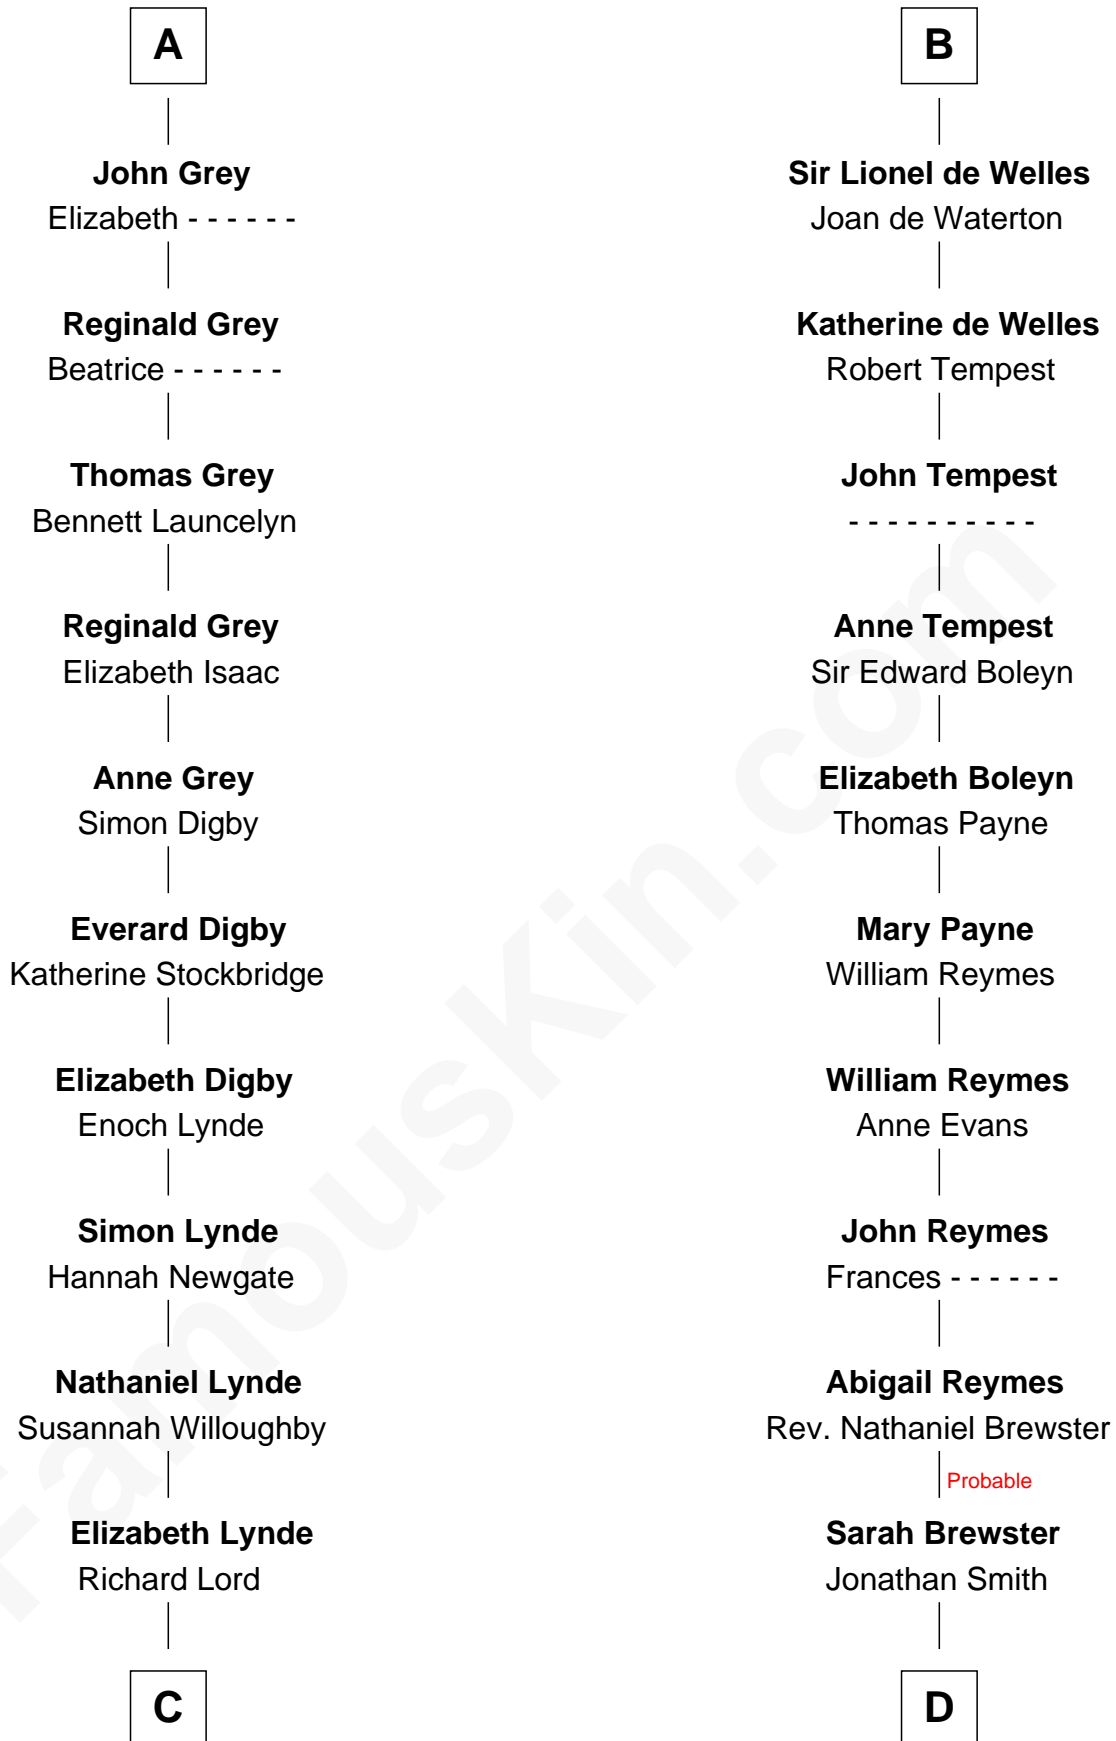 A
John Grey
Elizabeth - - - - - -
Reginald Grey
Beatrice - - - - - -
Thomas Grey
Bennett Launcelyn
Reginald Grey
Elizabeth Isaac
Anne Grey
Simon Digby
Everard Digby
Katherine Stockbridge
Elizabeth Digby
Enoch Lynde
Simon Lynde
Hannah Newgate
Nathaniel Lynde
Susannah Willoughby
Elizabeth Lynde
Richard Lord
C
B
Sir Lionel de Welles
Joan de Waterton
Katherine de Welles
Robert Tempest
John Tempest
- - - - - - - - - -
Anne Tempest
Sir Edward Boleyn
Elizabeth Boleyn
Thomas Payne
Mary Payne
William Reymes
William Reymes
Anne Evans
John Reymes
Frances - - - - - -
Abigail Reymes
Rev. Nathaniel Brewster
Probable
Sarah Brewster
Jonathan Smith
D
FamousKin.com